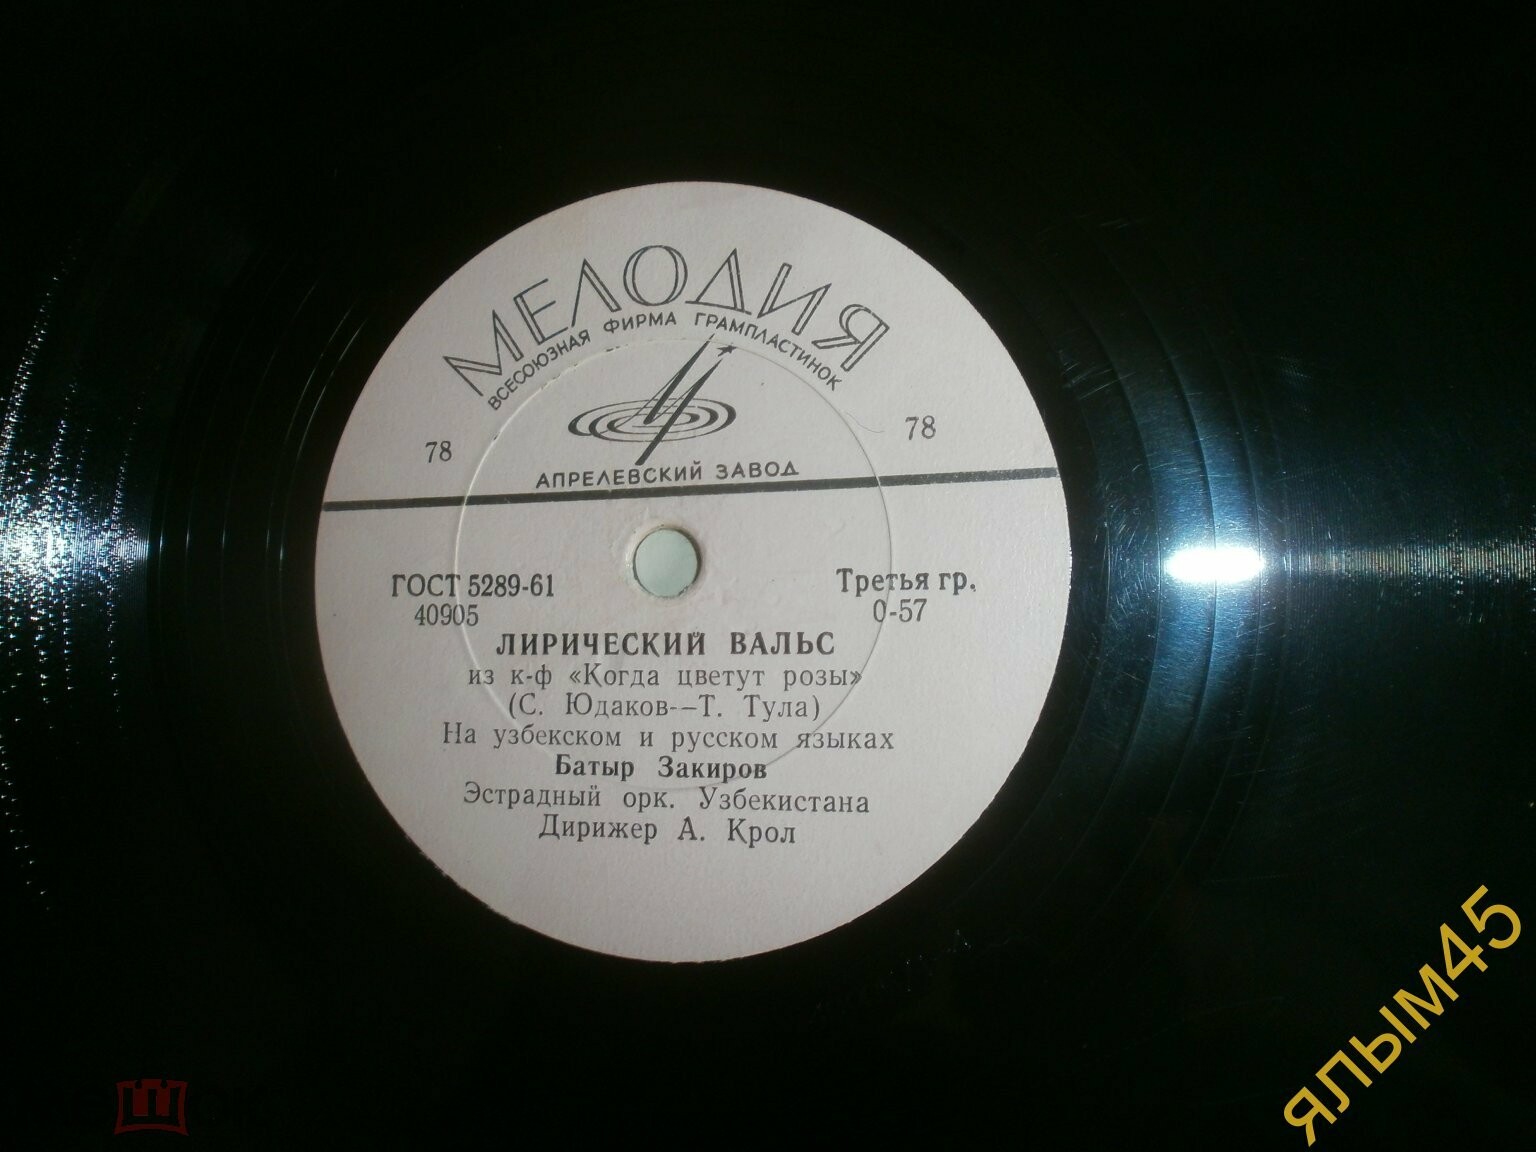 МЕЛОДИЯ
ВСЕСОЮЗНАЯ ФИРМА ГРАМПЛАСТИНОК
78 78
АПРЕЛЕВСКИЙ ЗАВОД
ГОСТ 5289-61 Третья гр.
40905 0-57
ЛИРИЧЕСКИЙ ВАЛЬС
из к-ф «Когда цветут розы»
(С. Юдаков--Т. Тула)
На узбекском и русском языках
Батыр Закиров
Эстрадный орк. Узбекистана
Дирижер А. Крол
ялым45